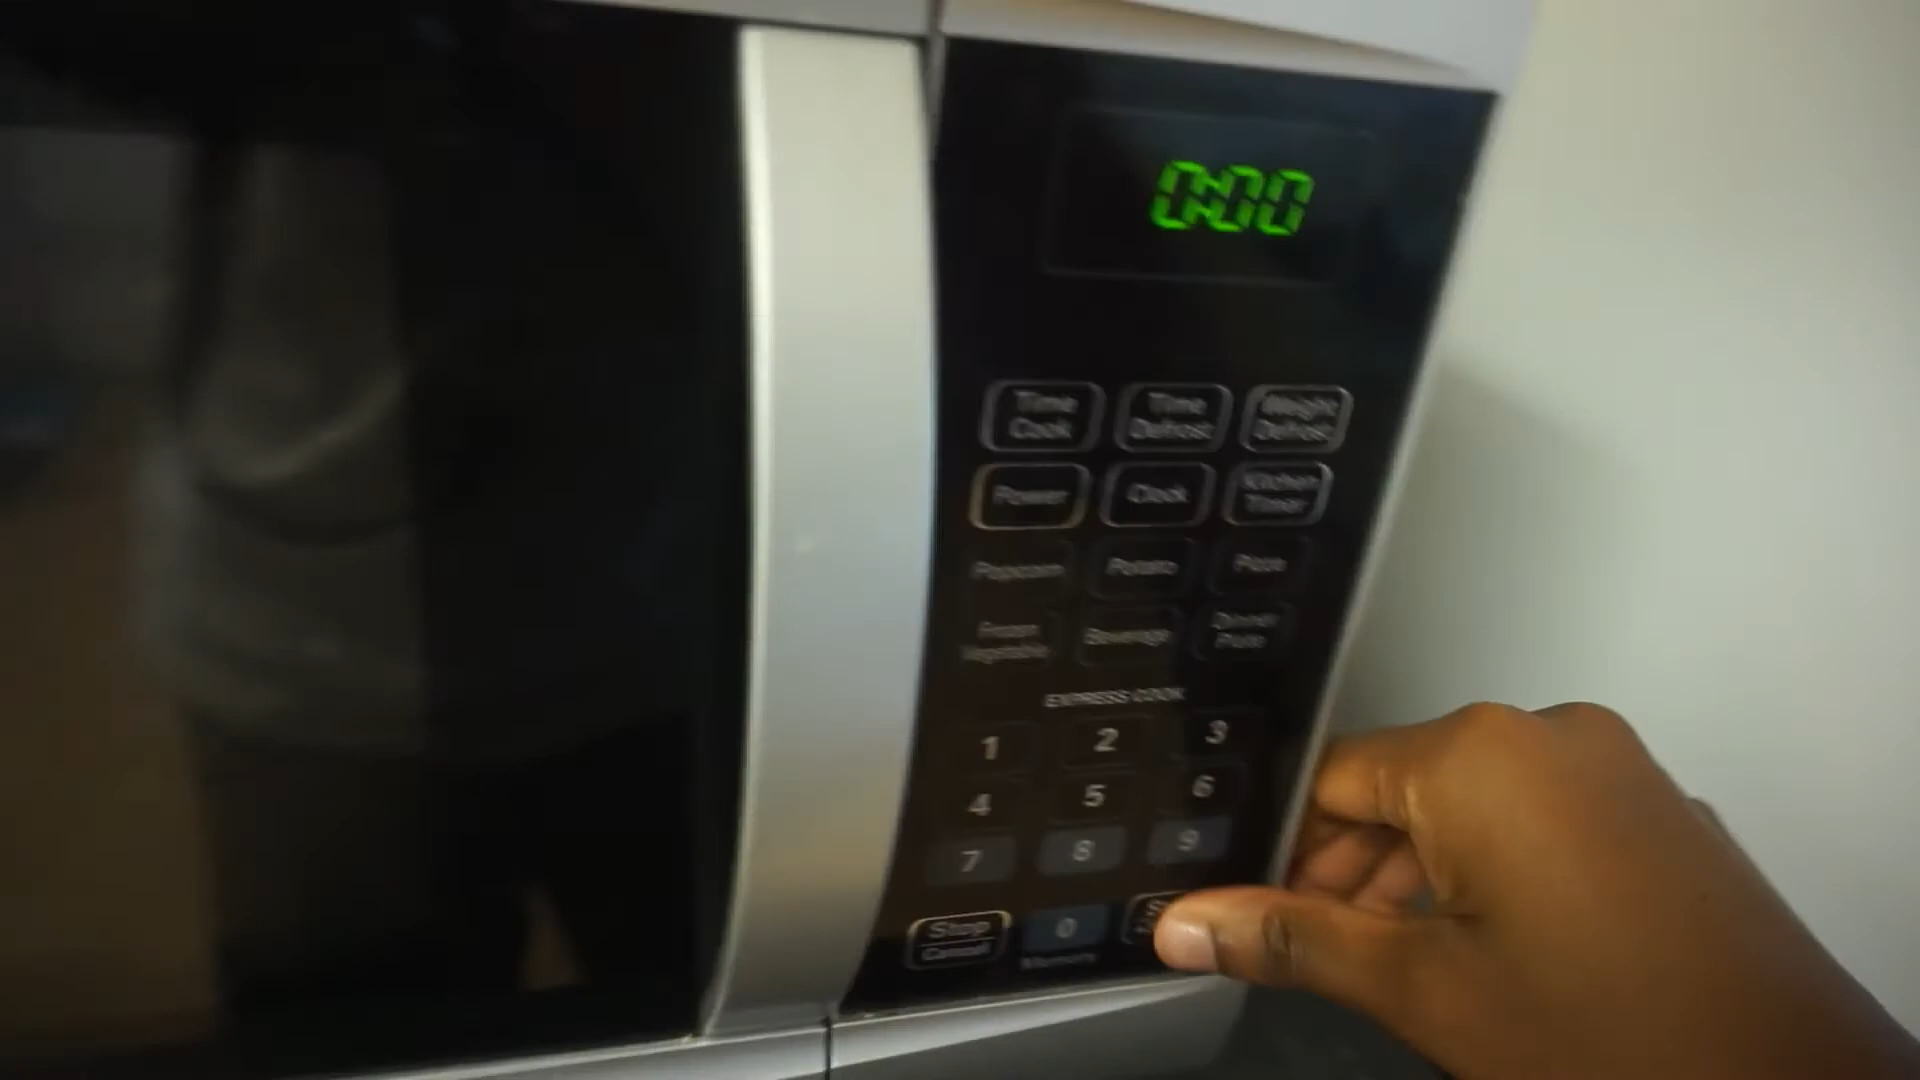 0:00
Time Cook
Time Defrost
Weight Defrost
Power
Clock
Kitchen Timer
Popcorn
Potato
Pizza
Frozen Vegetable
Beverage
Dinner Plate
EXPRESS COOK
1 2 3
4 5 6
7 8 9
Stop Cancel
0
Memory